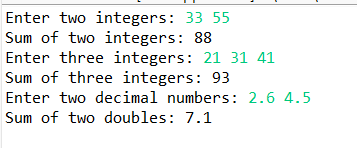 Enter two integers: 33 55
Sum of two integers: 88
Enter three integers: 21 31 41
Sum of three integers: 93
Enter two decimal numbers: 2.6 4.5
Sum of two doubles: 7.1